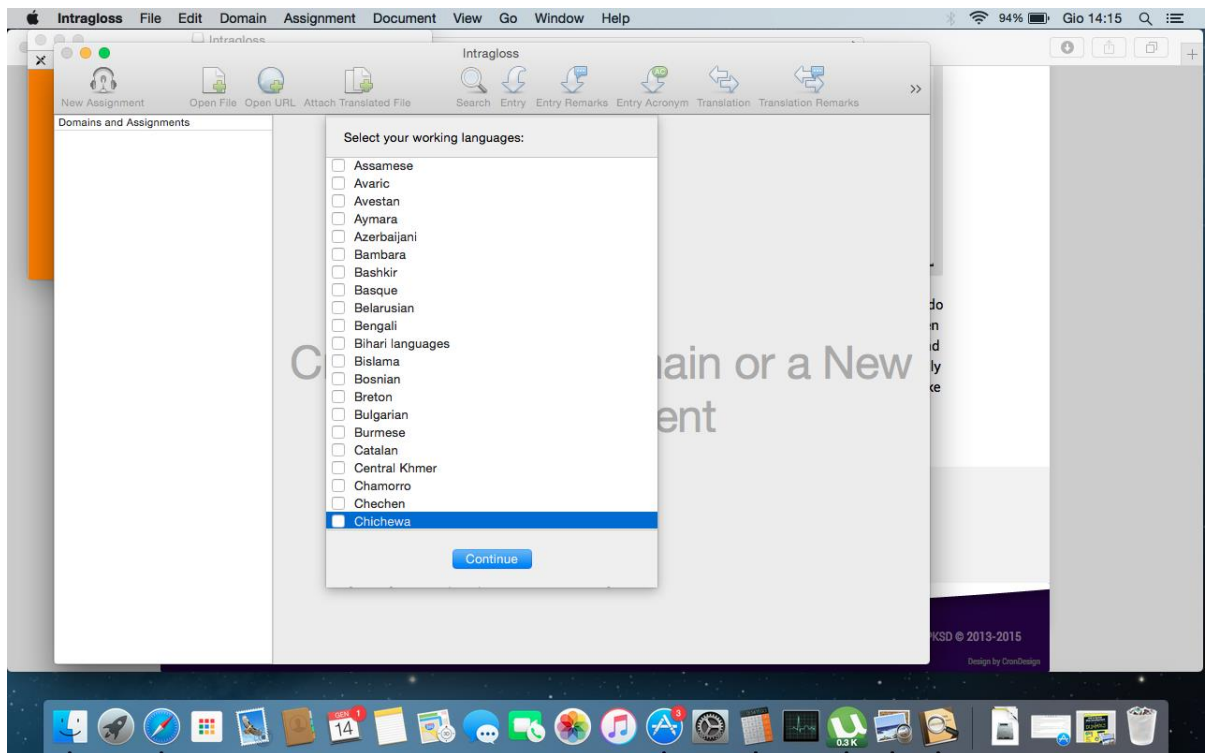 Intragloss File Edit Domain Assignment Document View Go Window Help 94% Gio 14:15
Intragloss
Intragloss
New Assignment Open File Open URL Attach Translated File Search Entry Entry Remarks Entry Acronym Translation Translation Remarks
Domains and Assignments
Select your working languages:
Assamese
Avaric
Avestan
Aymara
Azerbaijani
Bambara
Bashkir
Basque
Belarusian
Bengali
Bihari languages
Bislama
Bosnian
Breton
Bulgarian
Burmese
Catalan
Central Khmer
Chamorro
Chechen
Chichewa
Continue
or a New
do
ly
KSD © 2013-2015
Design by CronDesign
GEN 1
14
3
0.3 K